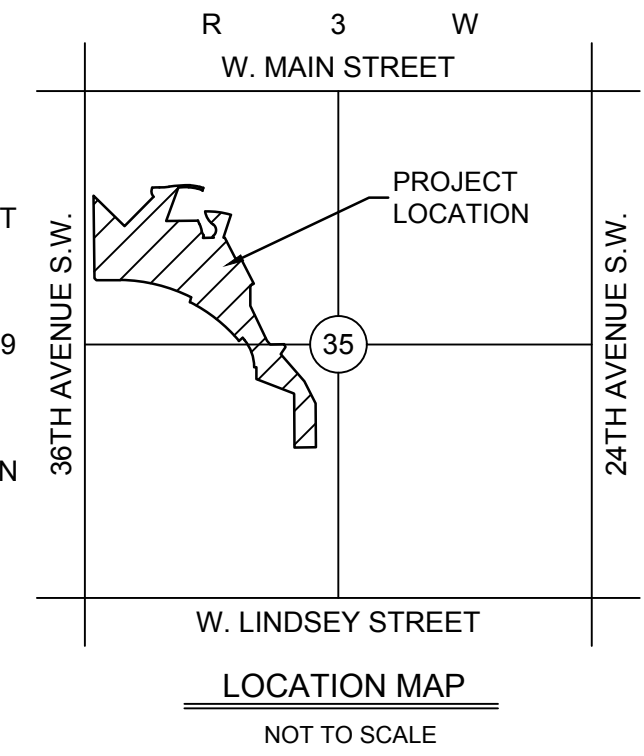 R 3 W
W. MAIN STREET
PROJECT
LOCATION
T
9
N
36TH AVENUE S.W.
35
24TH AVENUE S.W.
W. LINDSEY STREET
LOCATION MAP
NOT TO SCALE